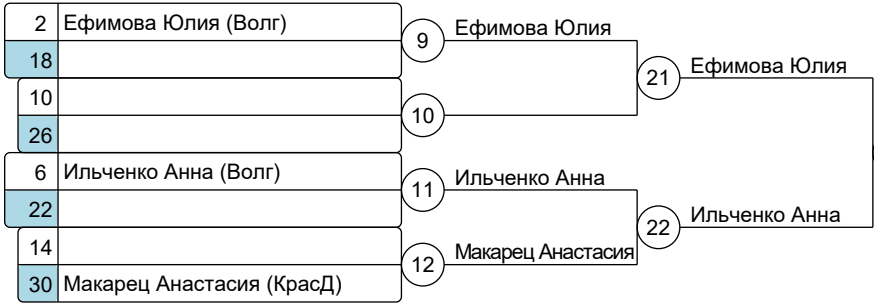 2 Ефимова Юлия (Волг)
9 Ефимова Юлия
18
21 Ефимова Юлия
10
10
26
6 Ильченко Анна (Волг)
11 Ильченко Анна
22
22 Ильченко Анна
14
12 Макарец Анастасия
30 Макарец Анастасия (КрасД)